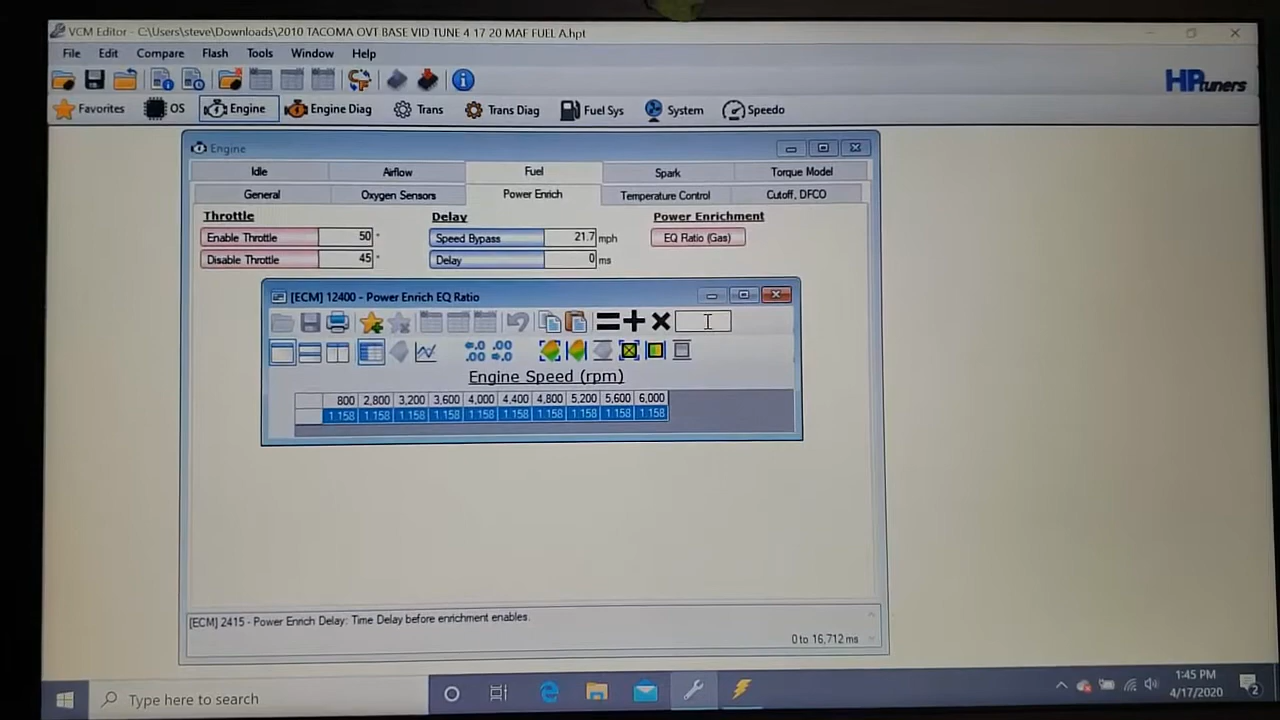 VCM Editor - C:\Users\steve\Downloads\2010 TACOMA OVT BASE VID TUNE 4 17 20 MAF FUEL A.hpt
File Edit Compare Flash Tools Window Help
HPtuners
Favorites OS Engine Engine Diag Trans Trans Diag Fuel Sys System Speedo
Engine
Idle Airflow Fuel Spark Torque Model
General Oxygen Sensors Power Enrich Temperature Control Cutoff, DFCO
Throttle Delay Power Enrichment
Enable Throttle 50 ° Speed Bypass 21.7 mph EQ Ratio (Gas)
Disable Throttle 45 ° Delay 0 ms
[ECM] 12400 - Power Enrich EQ Ratio
.0 .00 .00 .0
Engine Speed (rpm)
800 2,800 3,200 3,600 4,000 4,400 4,800 5,200 5,600 6,000
1.158 1.158 1.158 1.158 1.158 1.158 1.158 1.158 1.158 1.158
[ECM] 2415 - Power Enrich Delay: Time Delay before enrichment enables.
0 to 16,712 ms
Type here to search
1:45 PM
4/17/2020
2